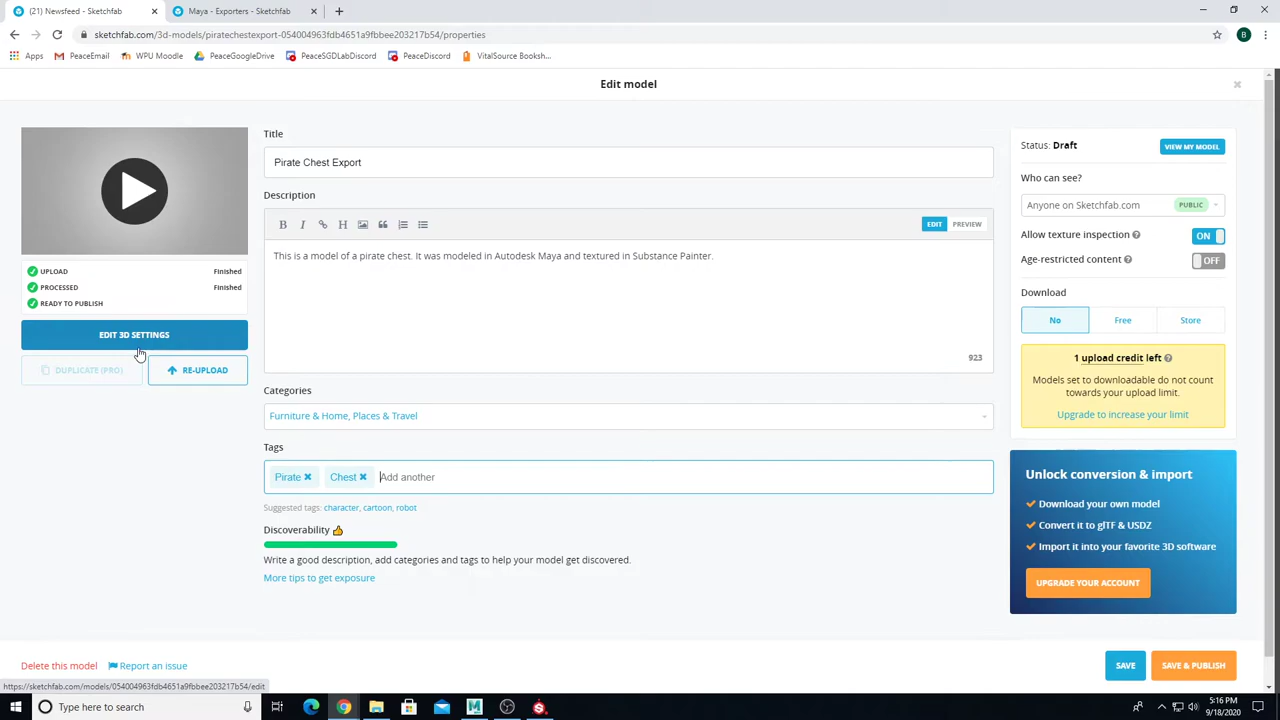 (21) Newsfeed - Sketchfab
Maya - Exporters - Sketchfab
sketchfab.com/3d-models/piratechestexport-054004963fdb4651a9fbbee203217b54/properties
B
Apps
PeaceEmail
WPU Moodle
PeaceGoogleDrive
PeaceSGDLabDiscord
PeaceDiscord
VitalSource Booksh...
Edit model
Title
Pirate Chest Export
Description
B I H
EDIT PREVIEW
This is a model of a pirate chest. It was modeled in Autodesk Maya and textured in Substance Painter.
923
UPLOAD Finished
PROCESSED Finished
READY TO PUBLISH
EDIT 3D SETTINGS
DUPLICATE (PRO)
RE-UPLOAD
Categories
Furniture & Home, Places & Travel
Tags
Pirate Chest Add another
Suggested tags: character, cartoon, robot
Discoverability
Write a good description, add categories and tags to help your model get discovered.
More tips to get exposure
Status: Draft
VIEW MY MODEL
Who can see?
Anyone on Sketchfab.com PUBLIC
Allow texture inspection ? ON
Age-restricted content ? OFF
Download
No Free Store
1 upload credit left ?
Models set to downloadable do not count
towards your upload limit.
Upgrade to increase your limit
Unlock conversion & import
Download your own model
Convert it to glTF & USDZ
Import it into your favorite 3D software
UPGRADE YOUR ACCOUNT
Delete this model
Report an issue
SAVE
SAVE & PUBLISH
https://sketchfab.com/models/054004963fdb4651a9fbbee203217b54/edit
Type here to search
5:16 PM
9/18/2020